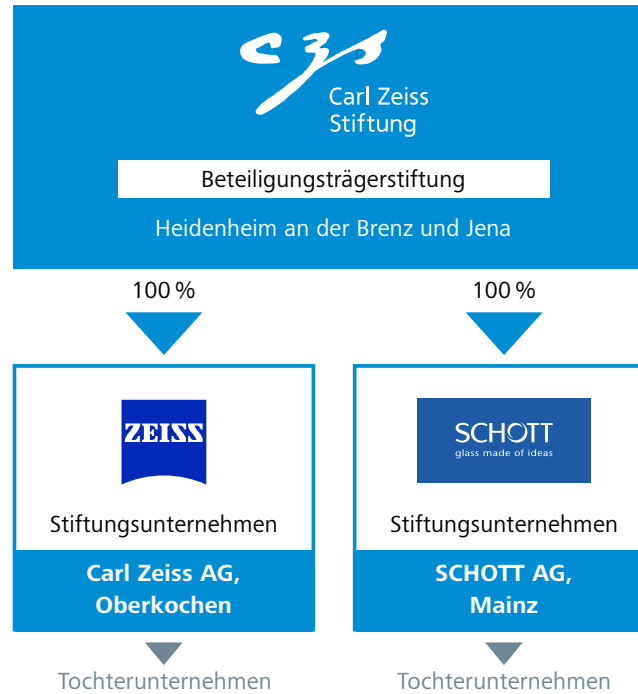 czs
Carl Zeiss
Stiftung
Beteiligungsträgerstiftung
Heidenheim an der Brenz und Jena
100 %
100 %
ZEISS
SCHOTT
glass made of ideas
Stiftungsunternehmen
Stiftungsunternehmen
Carl Zeiss AG,
Oberkochen
SCHOTT AG,
Mainz
Tochterunternehmen
Tochterunternehmen